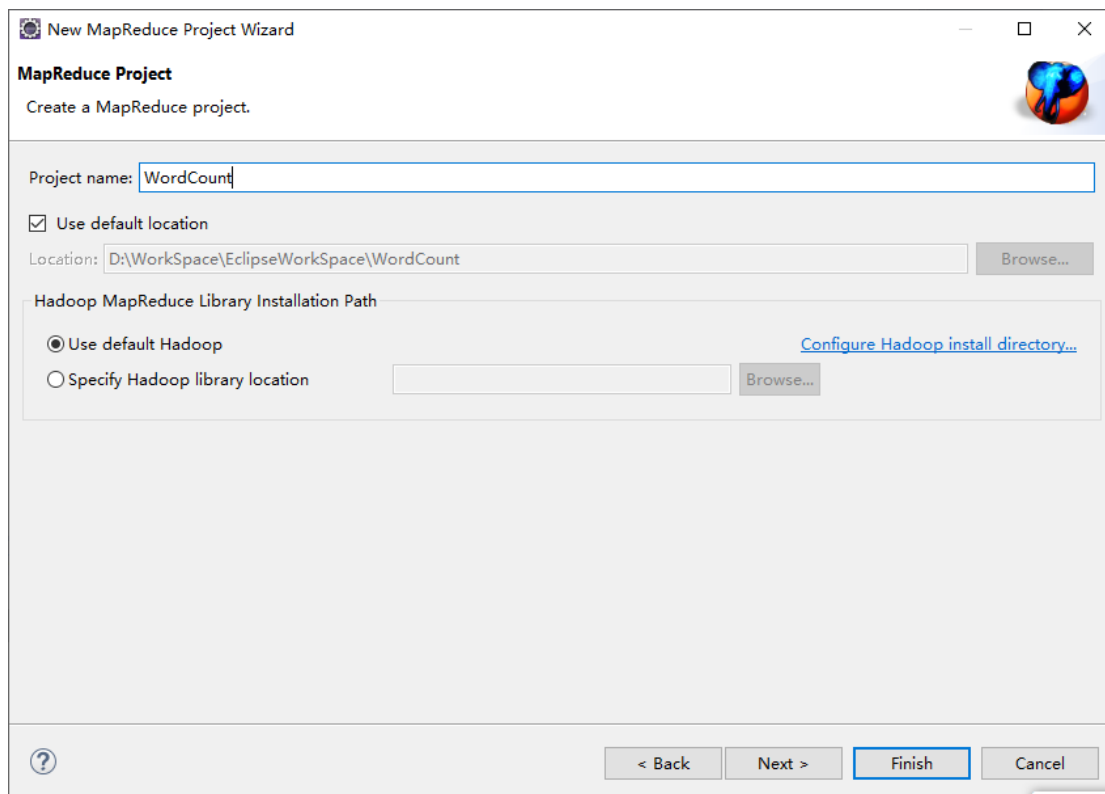 New MapReduce Project Wizard
MapReduce Project
Create a MapReduce project.
Project name: WordCount
Use default location
Location: D:\WorkSpace\EclipseWorkSpace\WordCount Browse...
Hadoop MapReduce Library Installation Path
Use default Hadoop Configure Hadoop install directory...
Specify Hadoop library location Browse...
? < Back Next > Finish Cancel